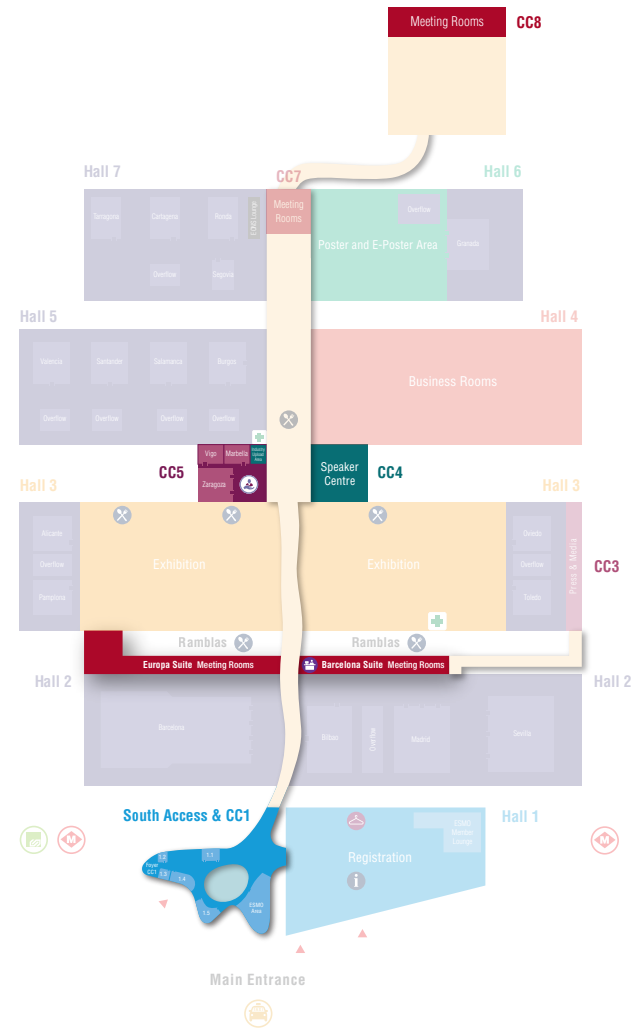 Meeting Rooms
CC8
Hall 7
CC7
Hall 6
Tarragona
Cartagena
Ronda
EONS Lounge
Meeting
Rooms
Overflow
Poster and E-Poster Area
Granada
Overflow
Segovia
Hall 5
Hall 4
Valencia
Santander
Salamanca
Burgos
Business Rooms
Overflow
Overflow
Overflow
Overflow
CC5
Vigo
Marbella
Industry
Upload
Area
Zaragoza
Speaker
Centre
CC4
Hall 3
Hall 3
Alicante
Overflow
Pamplona
Exhibition
Exhibition
Oviedo
Overflow
Toledo
Press & Media
CC3
Ramblas
Ramblas
Europa Suite Meeting Rooms
Barcelona Suite Meeting Rooms
Hall 2
Hall 2
Barcelona
Bilbao
Overflow
Madrid
Sevilla
South Access & CC1
Hall 1
M
M
1.2
1.1
Foyer
CC1
1.3
1.4
1.5
ESMO
Area
ESMO
Member
Lounge
Registration
i
Main Entrance